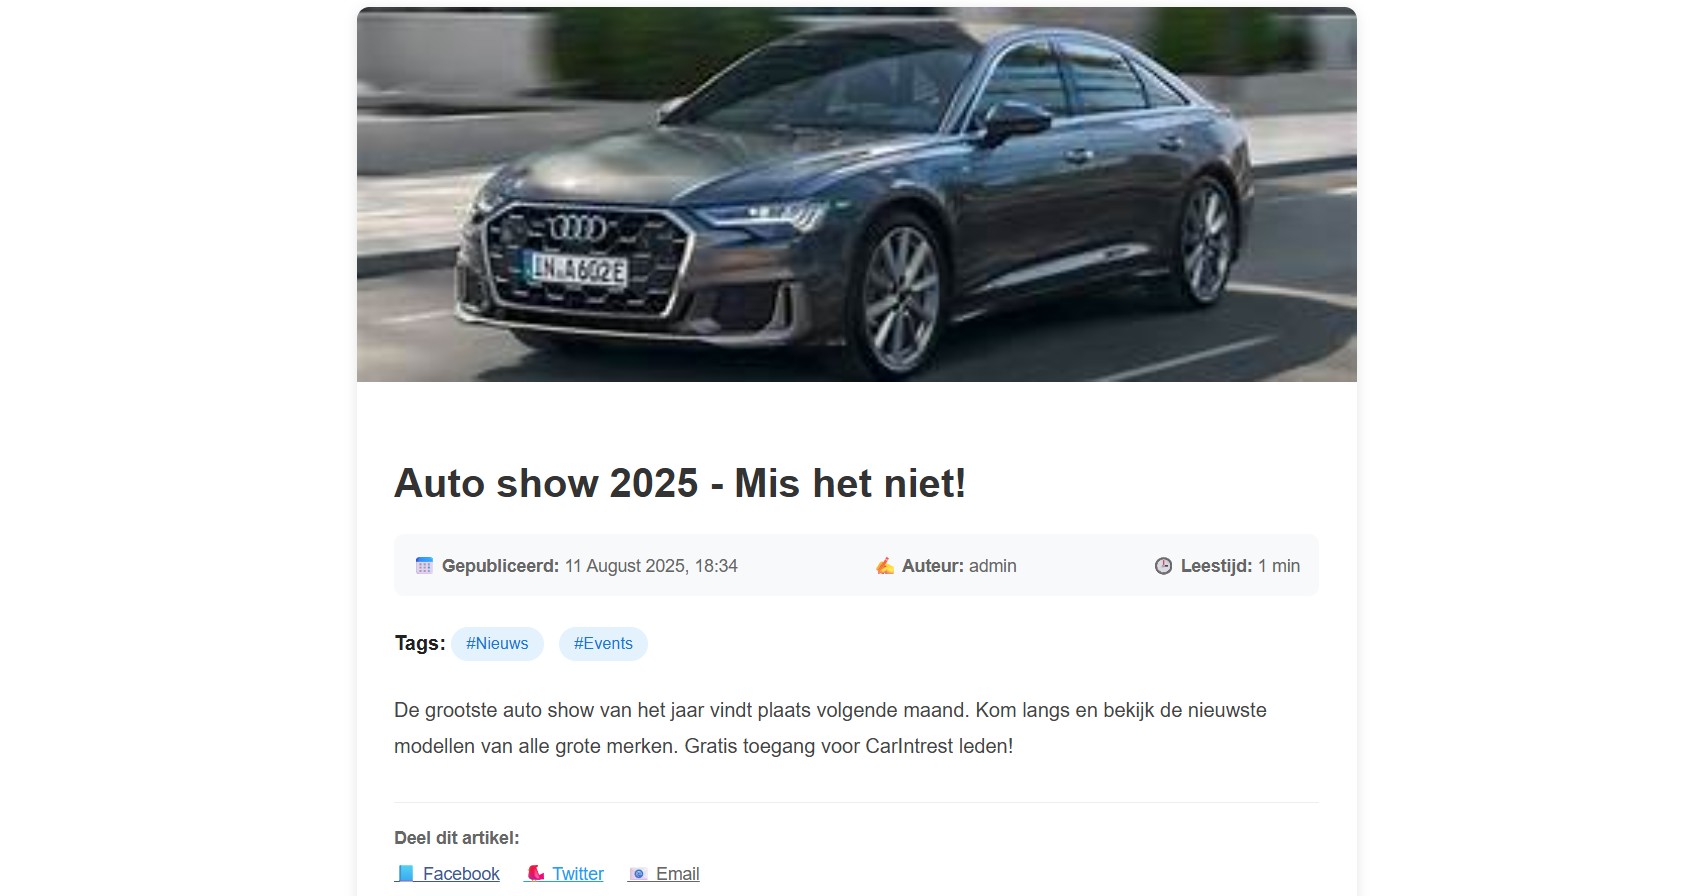 IN A602E
Auto show 2025 - Mis het niet!
Gepubliceerd: 11 August 2025, 18:34
Auteur: admin
Leestijd: 1 min
Tags: #Nieuws #Events
De grootste auto show van het jaar vindt plaats volgende maand. Kom langs en bekijk de nieuwste
modellen van alle grote merken. Gratis toegang voor CarIntrest leden!
Deel dit artikel:
Facebook Twitter Email